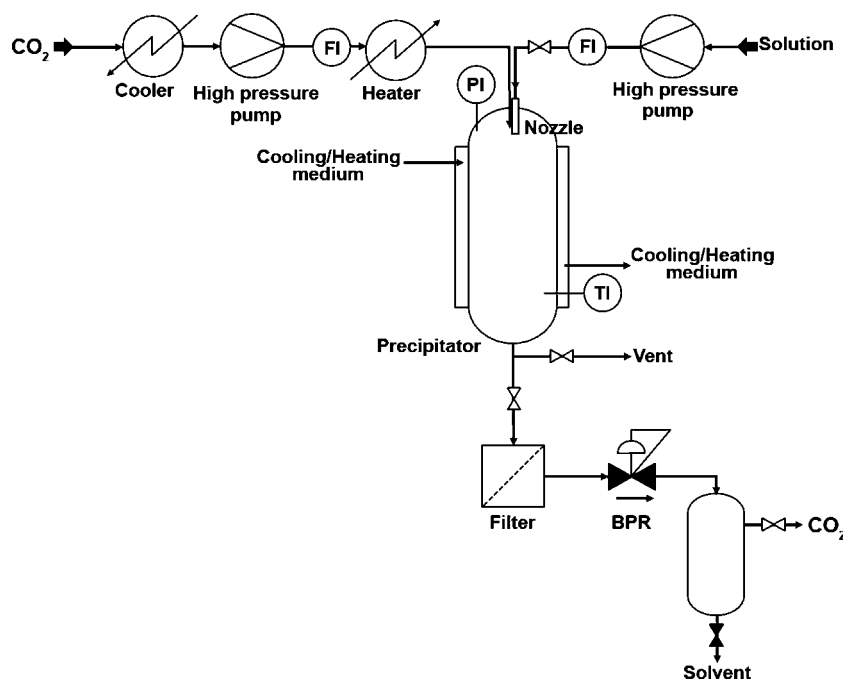 CO2
FI
FI
Solution
Cooler
High pressure
pump
Heater
PI
High pressure
pump
Nozzle
Cooling/Heating
medium
Cooling/Heating
medium
TI
Precipitator
Vent
Filter
BPR
CO2
Solvent